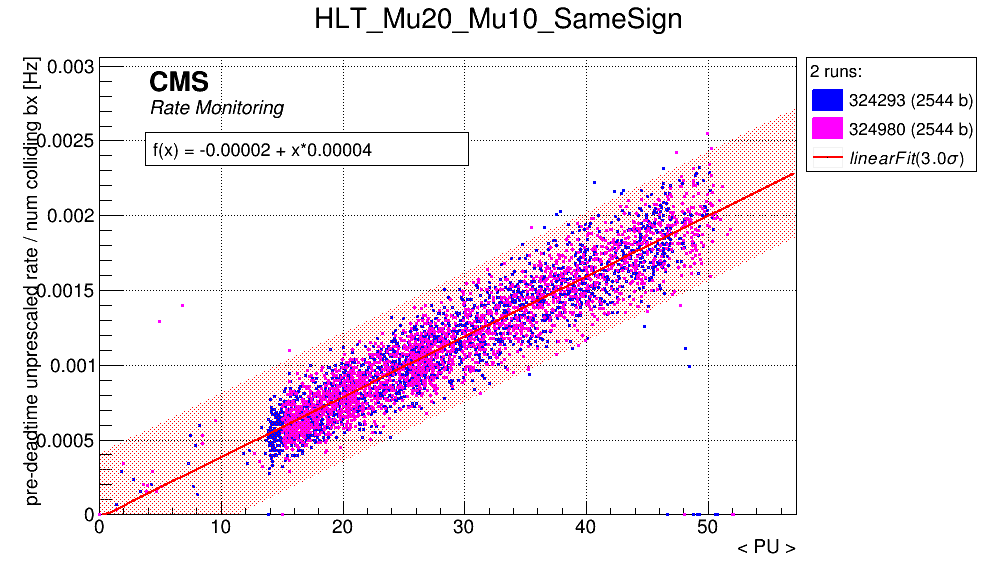 HLT_Mu20_Mu10_SameSign
pre-deadtime unprescaled rate / num colliding bx [Hz]
0.003
0.0025
0.002
0.0015
0.001
0.0005
0
CMS
Rate Monitoring
f(x) = -0.00002 + x*0.00004
2 runs:
324293 (2544 b)
324980 (2544 b)
linearFit(3.0σ)
0 10 20 30 40 50
< PU >